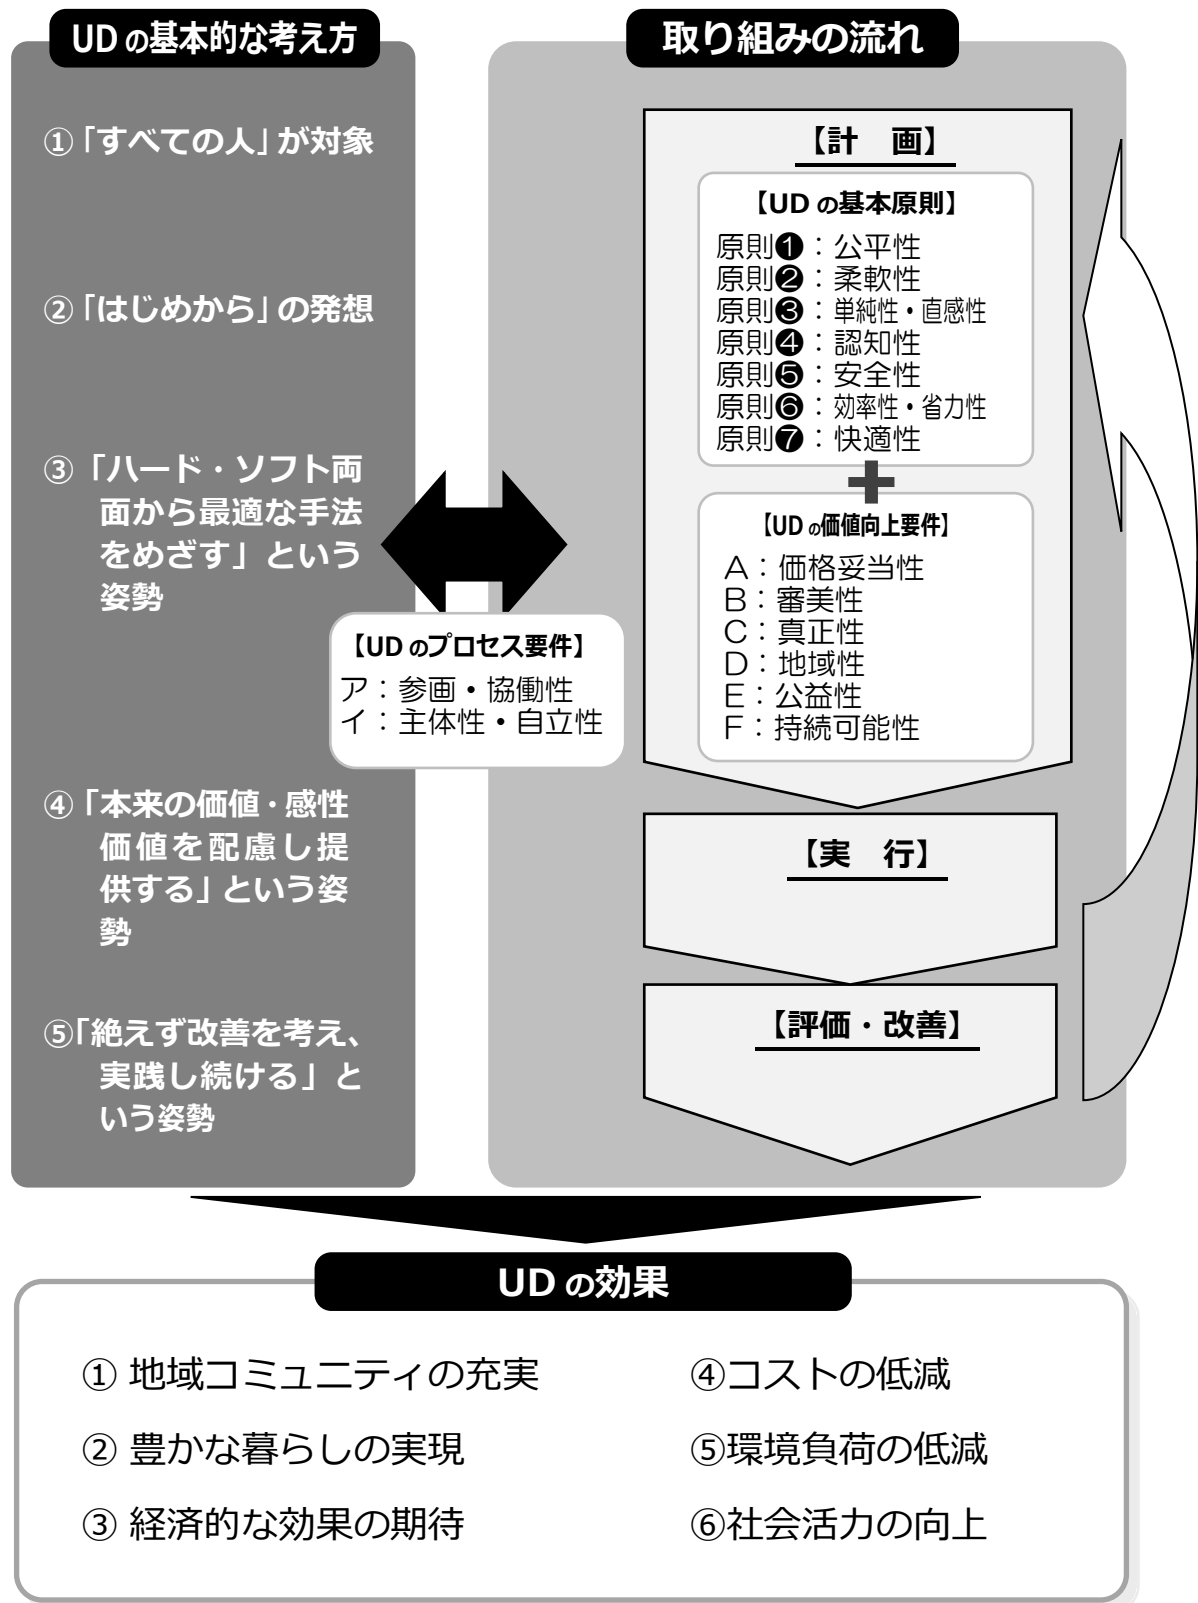 UDの基本的な考え方
①「すべての人」が対象
②「はじめから」の発想
③「ハード・ソフト両
面から最適な手法
をめざす」という
姿勢
④「本来の価値・感性
価値を配慮し提
供する」という姿
勢
⑤「絶えず改善を考え、
実践し続ける」と
いう姿勢
【UDのプロセス要件】
ア：参画・協働性
イ：主体性・自立性
取り組みの流れ
【計　画】
【UDの基本原則】
原則❶：公平性
原則❷：柔軟性
原則❸：単純性・直感性
原則❹：認知性
原則❺：安全性
原則❻：効率性・省力性
原則❼：快適性
【UDの価値向上要件】
A：価格妥当性
B：審美性
C：真正性
D：地域性
E：公益性
F：持続可能性
【実　行】
【評価・改善】
UDの効果
① 地域コミュニティの充実
② 豊かな暮らしの実現
③ 経済的な効果の期待
④コストの低減
⑤環境負荷の低減
⑥社会活力の向上